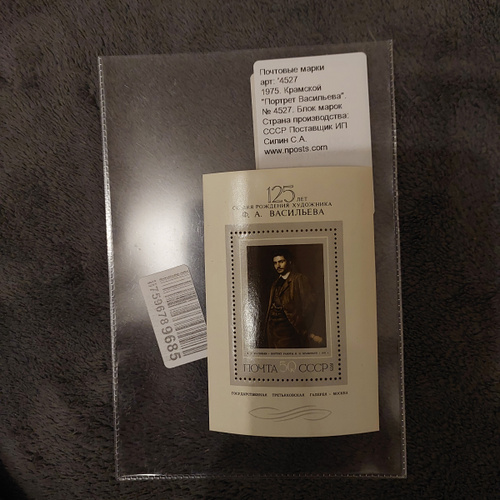 Почтовые марки
арт: '4527
1975. Крамской
"Портрет Васильева".
№ 4527. Блок марок
Страна производства:
СССР Поставщик ИП
Силин С.А.
www.nposts.com
125 ЛЕТ
СО ДНЯ РОЖДЕНИЯ ХУДОЖНИКА
Ф. А. ВАСИЛЬЕВА
ПОЧТА 50 СССР
ГОСУДАРСТВЕННАЯ ТРЕТЬЯКОВСКАЯ ГАЛЕРЕЯ · МОСКВА